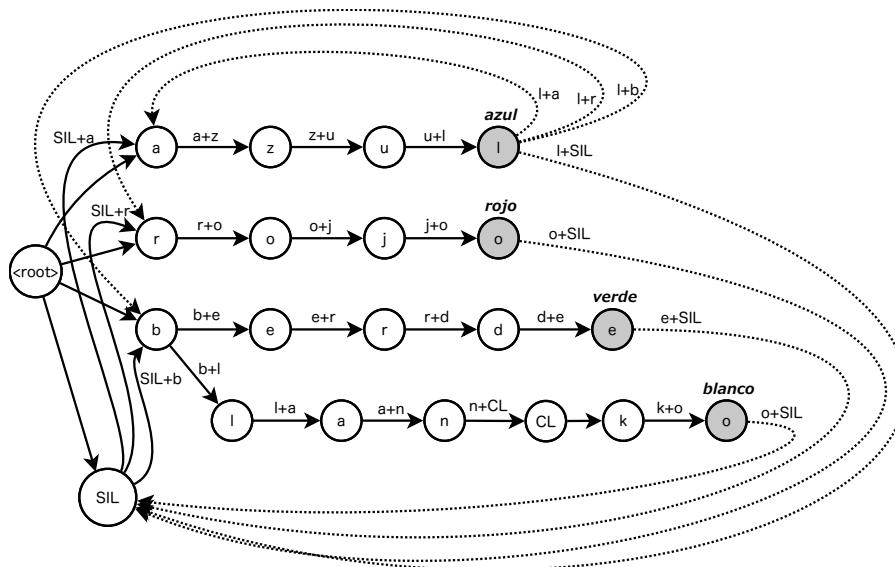 l+a
l+r
l+b
azul
SIL+a
a
a+z
z
z+u
u
u+l
l
l+SIL
rojo
SIL+r
r
r+o
o
o+j
j
j+o
o
o+SIL
<root>
verde
b
b+e
e
e+r
r
r+d
d
d+e
e
e+SIL
SIL+b
b+l
blanco
l
l+a
a
a+n
n
n+CL
CL
k
k+o
o
o+SIL
SIL